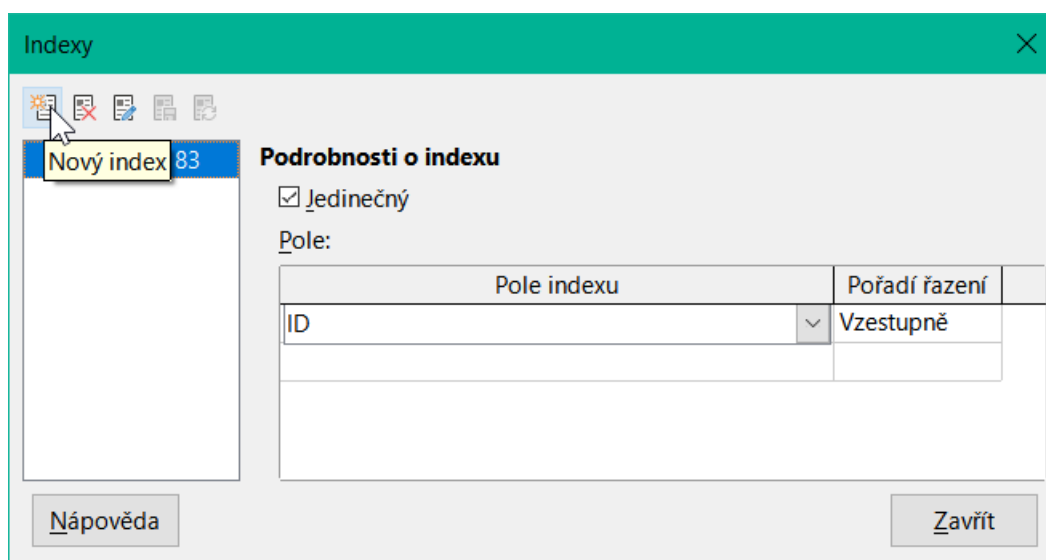 Indexy
Nový index 83
Podrobnosti o indexu
Jedinečný
Pole:
Pole indexu Pořadí řazení
ID Vzestupně
Nápověda Zavřít